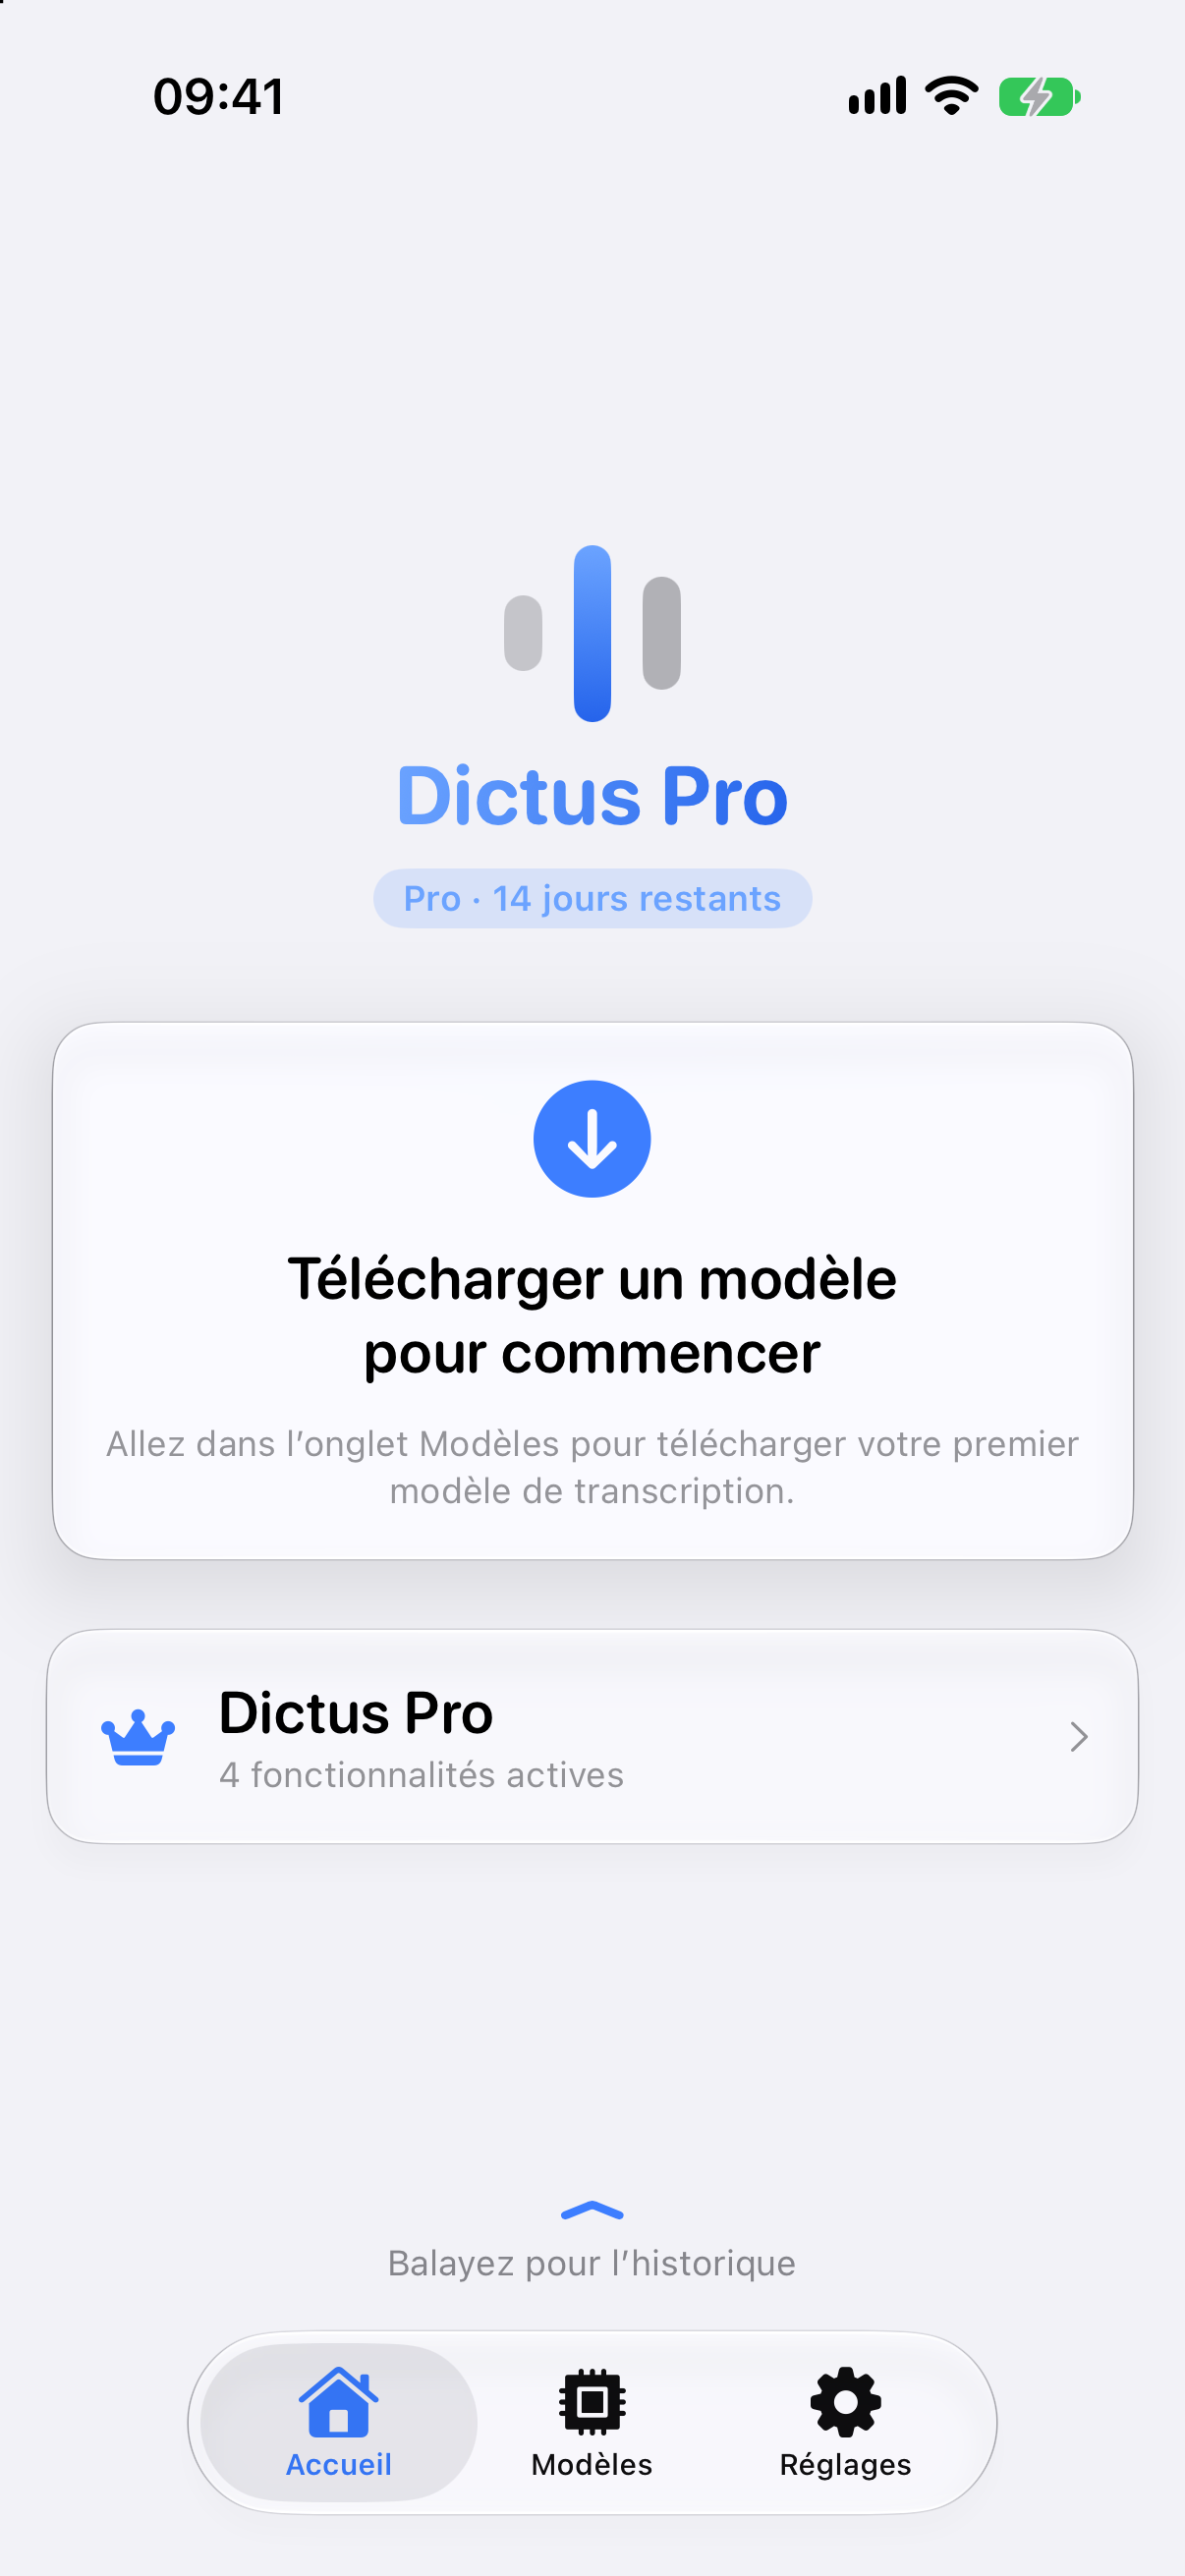 09:41
Dictus Pro
Pro · 14 jours restants
Télécharger un modèle
pour commencer
Allez dans l’onglet Modèles pour télécharger votre premier
modèle de transcription.
Dictus Pro
4 fonctionnalités actives
Balayez pour l’historique
Accueil
Modèles
Réglages